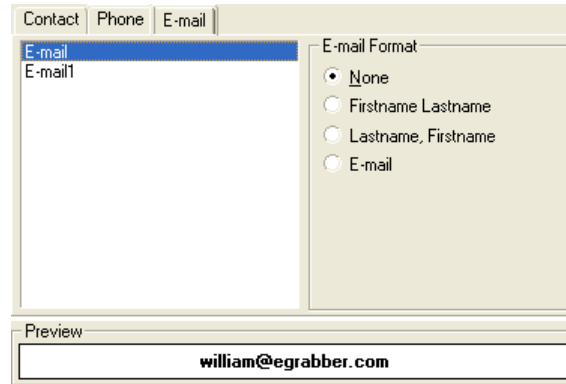 Contact Phone E-mail
E-mail
E-mail1
E-mail Format
None
Firstname Lastname
Lastname, Firstname
E-mail
Preview
william@egrabber.com